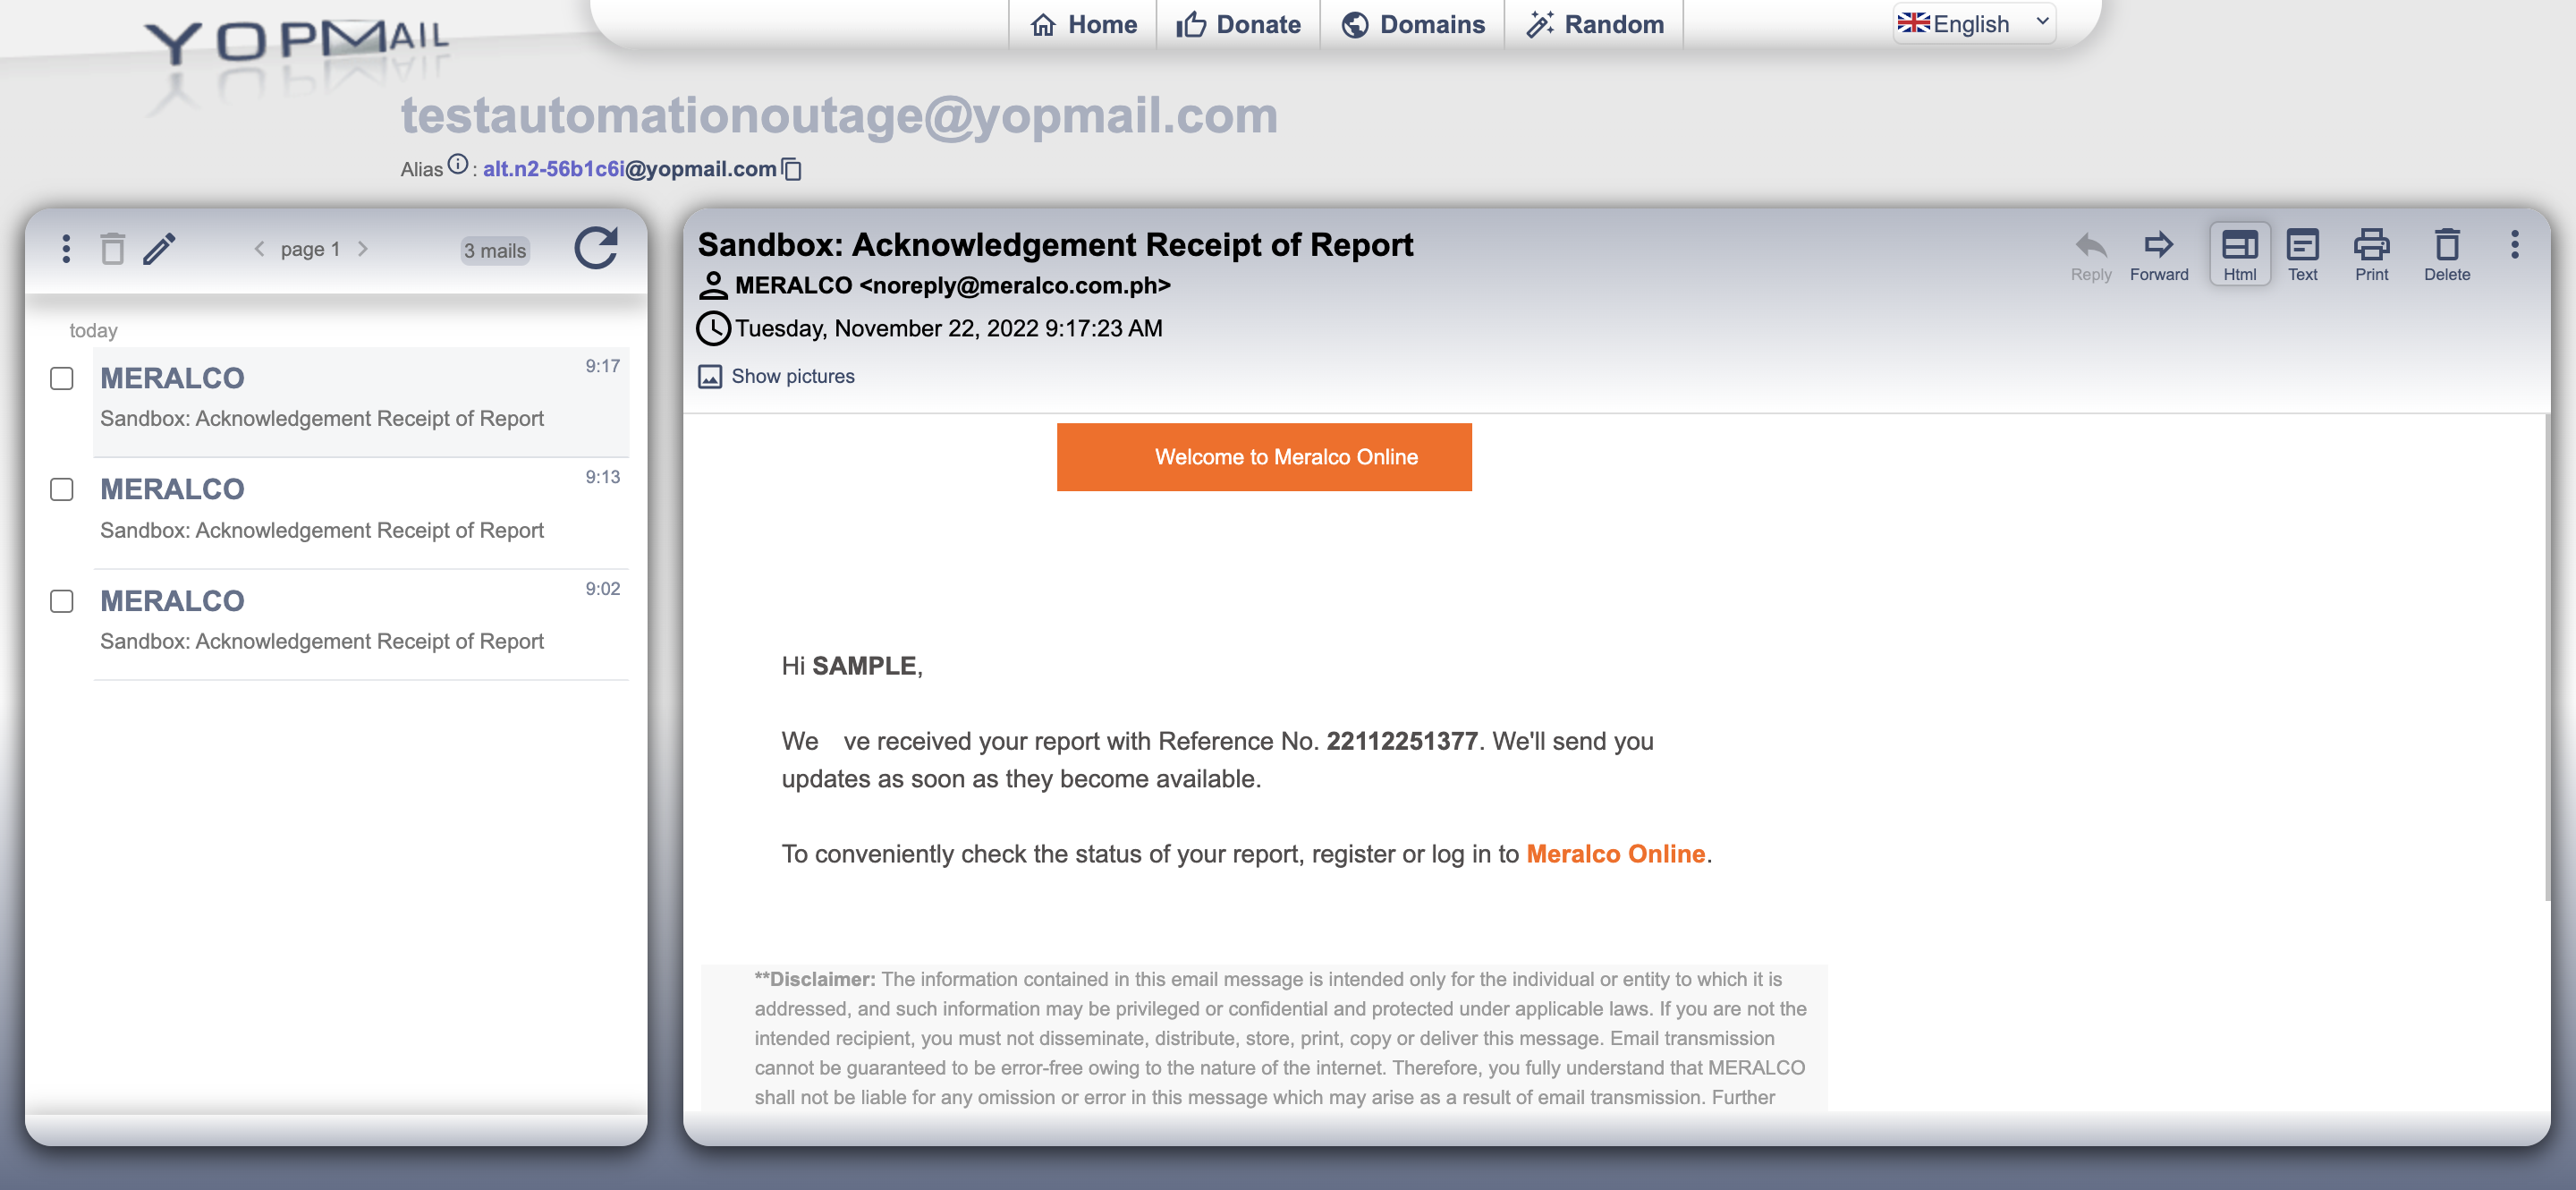 YOPMAIL
Home
Donate
Domains
Random
English
testautomationoutage@yopmail.com
Alias : alt.n2-56b1c6i@yopmail.com
page 1
3 mails
today
MERALCO
9:17
Sandbox: Acknowledgement Receipt of Report
MERALCO
9:13
Sandbox: Acknowledgement Receipt of Report
MERALCO
9:02
Sandbox: Acknowledgement Receipt of Report
Sandbox: Acknowledgement Receipt of Report
MERALCO <noreply@meralco.com.ph>
Tuesday, November 22, 2022 9:17:23 AM
Show pictures
Reply
Forward
Html
Text
Print
Delete
Welcome to Meralco Online
Hi SAMPLE,
We ve received your report with Reference No. 22112251377. We'll send you
updates as soon as they become available.
To conveniently check the status of your report, register or log in to Meralco Online.
**Disclaimer: The information contained in this email message is intended only for the individual or entity to which it is
addressed, and such information may be privileged or confidential and protected under applicable laws. If you are not the
intended recipient, you must not disseminate, distribute, store, print, copy or deliver this message. Email transmission
cannot be guaranteed to be error-free owing to the nature of the internet. Therefore, you fully understand that MERALCO
shall not be liable for any omission or error in this message which may arise as a result of email transmission. Further